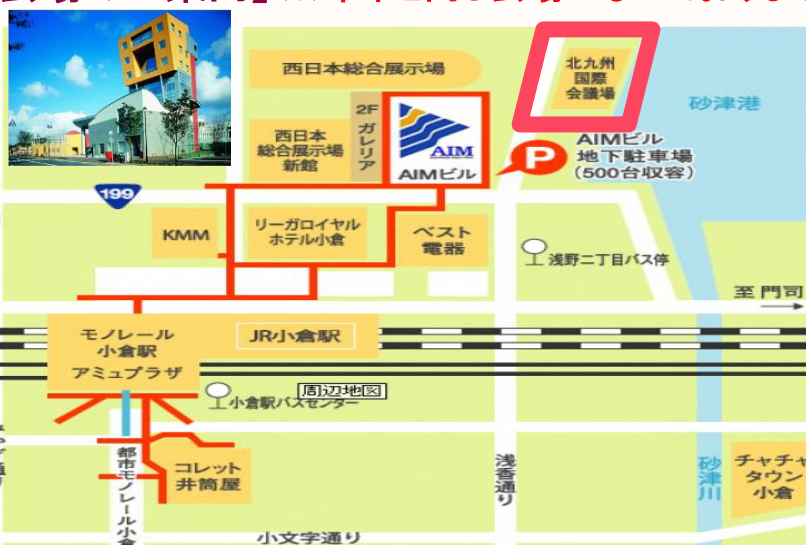 西日本総合展示場
北九州
国際
会議場
砂津港
2F
ガレリア
西日本
総合展示場
新館
AIM
AIMビル
P
AIMビル
地下駐車場
(500台収容)
199
KMM
リーガロイヤル
ホテル小倉
ベスト
電器
浅野二丁目バス停
至門司
モノレール
小倉駅
アミュプラザ
JR小倉駅
周辺地図
小倉駅バスセンター
コレット
井筒屋
都市モノレール小倉
浅香通り
砂津川
チャチャ
タウン
小倉
小文字通り